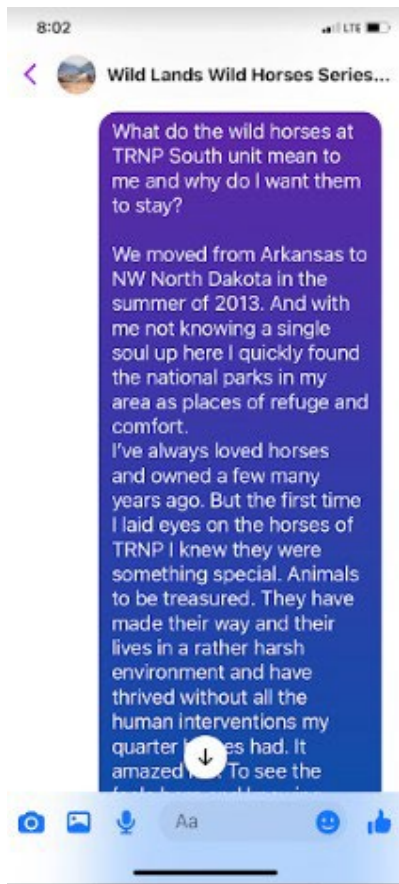 8:02
LTE
Wild Lands Wild Horses Series...
What do the wild horses at
TRNP South unit mean to
me and why do I want them
to stay?
We moved from Arkansas to
NW North Dakota in the
summer of 2013. And with
me not knowing a single
soul up here I quickly found
the national parks in my
area as places of refuge and
comfort.
I've always loved horses
and owned a few many
years ago. But the first time
I laid eyes on the horses of
TRNP I knew they were
something special. Animals
to be treasured. They have
made their way and their
lives in a rather harsh
environment and have
thrived without all the
human interventions my
quarter had. It
amazed To see the
Aa